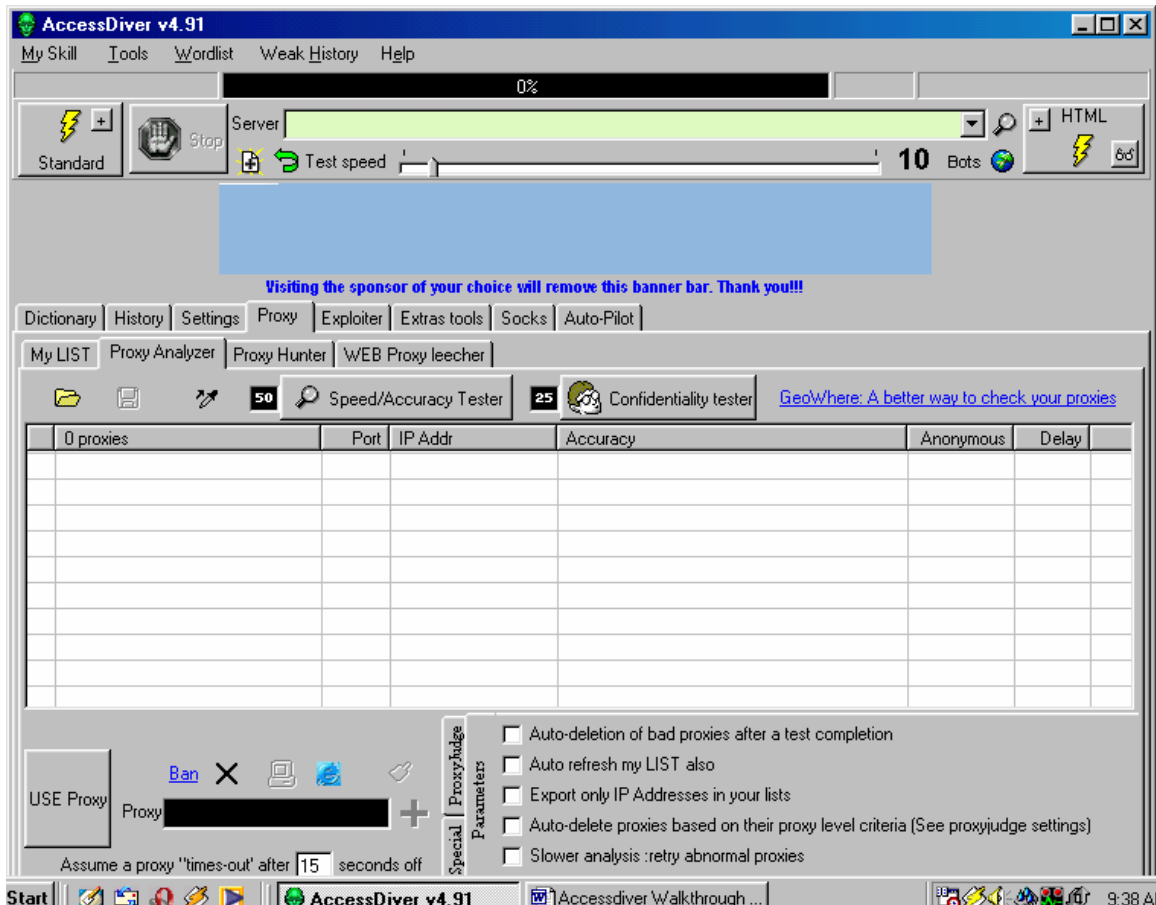 AccessDiver v4.91
My Skill Tools Wordlist Weak History Help
0%
Standard
+
Stop
Server
Test speed
10 Bots
+ HTML
Visiting the sponsor of your choice will remove this banner bar. Thank you!!!
Dictionary History Settings Proxy Exploiter Extras tools Socks Auto-Pilot
My LIST Proxy Analyzer Proxy Hunter WEB Proxy leecher
50 Speed/Accuracy Tester 25 Confidentiality tester GeoWhere: A better way to check your proxies
0 proxies Port IP Addr Accuracy Anonymous Delay
USE Proxy
Ban
Proxy
Assume a proxy "times-out' after 15 seconds off
ProxyJudge
Special
Parameters
Auto-deletion of bad proxies after a test completion
Auto refresh my LIST also
Export only IP Addresses in your lists
Auto-delete proxies based on their proxy level criteria (See proxyjudge settings)
Slower analysis :retry abnormal proxies
Start AccessDiver v4.91 Accessdiver Walkthrough ... 9:38 A